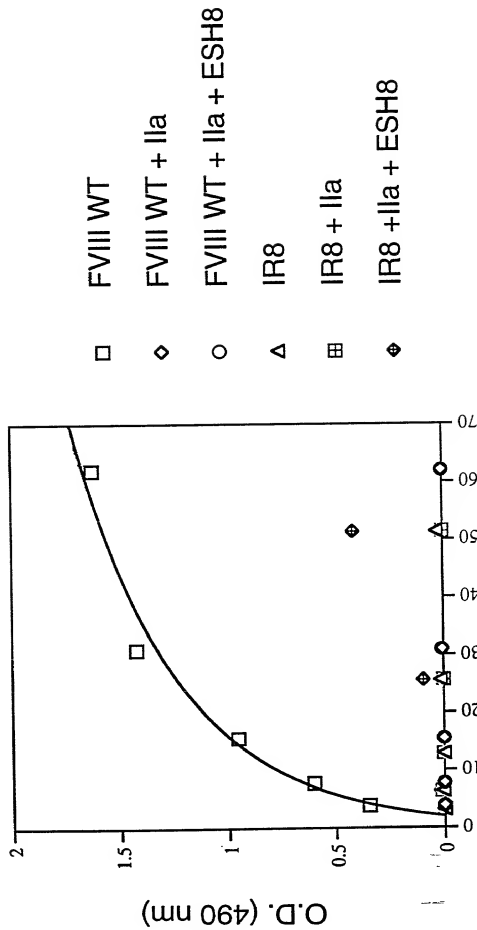 FVIII WT
FVIII WT + IIa
FVIII WT + IIa + ESH8
IR8
IR8 + IIa
IR8 +IIa + ESH8
O.D. (490 nm)
2
1.5
1
0.5
0
0
10
20
30
40
50
60
70